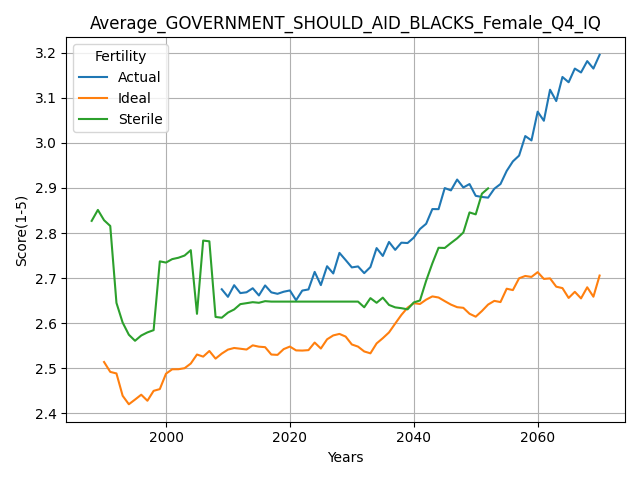 Average_GOVERNMENT_SHOULD_AID_BLACKS_Female_Q4_IQ
Fertility
Actual
Ideal
Sterile
Score(1-5)
3.2
3.1
3.0
2.9
2.8
2.7
2.6
2.5
2.4
2000 2020 2040 2060
Years